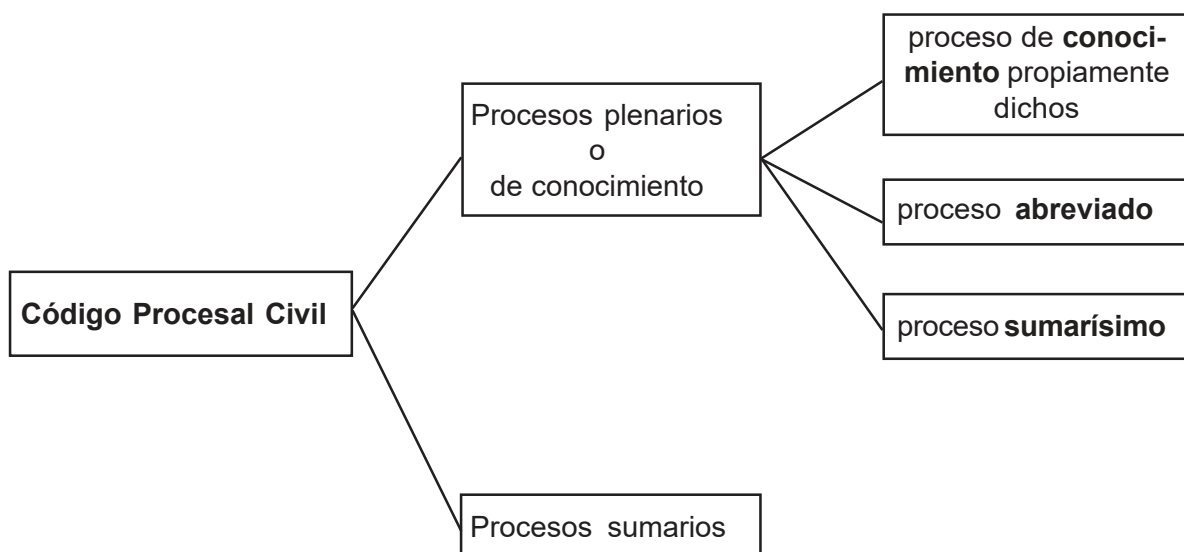 Código Procesal Civil
Procesos plenarios
o
de conocimiento
proceso de conoci-
miento propiamente
dichos
proceso abreviado
proceso sumarísimo
Procesos sumarios